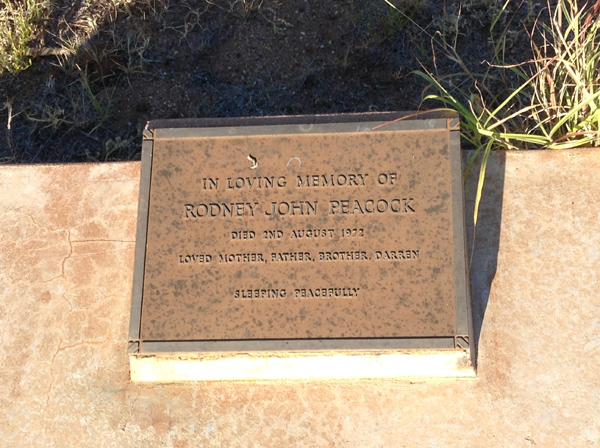 IN LOVING MEMORY OF
RODNEY JOHN PEACOCK
DIED 2ND AUGUST 1972
LOVED MOTHER, FATHER, BROTHER, DARREN
SLEEPING PEACEFULLY